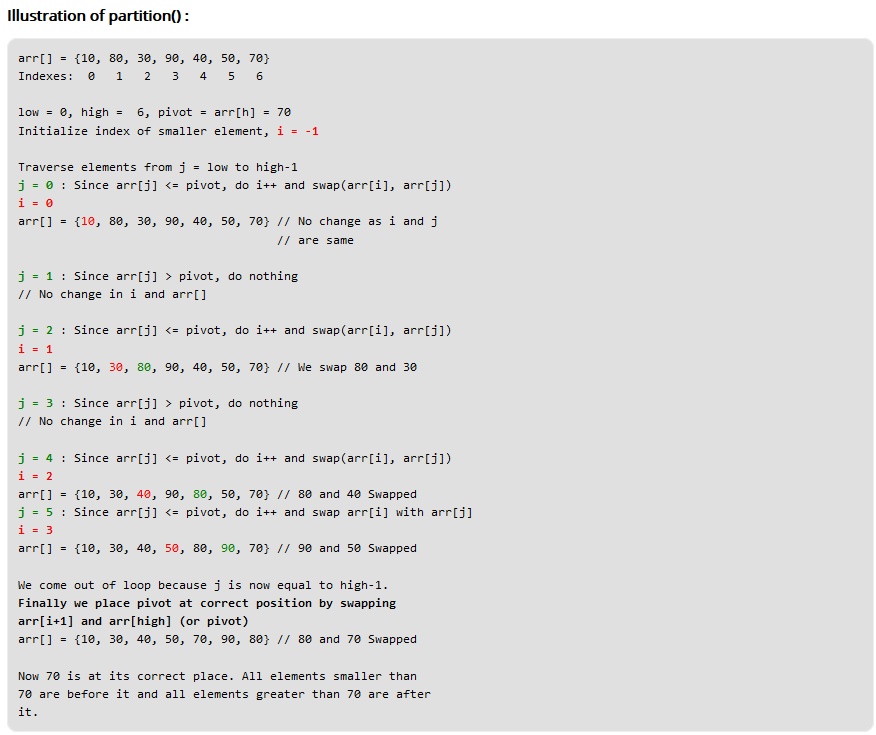 Illustration of partition() :
arr[] = {10, 80, 30, 90, 40, 50, 70}
Indexes:  0   1   2   3   4   5   6
low = 0, high =  6, pivot = arr[h] = 70
Initialize index of smaller element, i = -1
Traverse elements from j = low to high-1
j = 0 : Since arr[j] <= pivot, do i++ and swap(arr[i], arr[j])
i = 0
arr[] = {10, 80, 30, 90, 40, 50, 70} // No change as i and j
// are same
j = 1 : Since arr[j] > pivot, do nothing
// No change in i and arr[]
j = 2 : Since arr[j] <= pivot, do i++ and swap(arr[i], arr[j])
i = 1
arr[] = {10, 30, 80, 90, 40, 50, 70} // We swap 80 and 30
j = 3 : Since arr[j] > pivot, do nothing
// No change in i and arr[]
j = 4 : Since arr[j] <= pivot, do i++ and swap(arr[i], arr[j])
i = 2
arr[] = {10, 30, 40, 90, 80, 50, 70} // 80 and 40 Swapped
j = 5 : Since arr[j] <= pivot, do i++ and swap arr[i] with arr[j]
i = 3
arr[] = {10, 30, 40, 50, 80, 90, 70} // 90 and 50 Swapped
We come out of loop because j is now equal to high-1.
Finally we place pivot at correct position by swapping
arr[i+1] and arr[high] (or pivot)
arr[] = {10, 30, 40, 50, 70, 90, 80} // 80 and 70 Swapped
Now 70 is at its correct place. All elements smaller than
70 are before it and all elements greater than 70 are after
it.